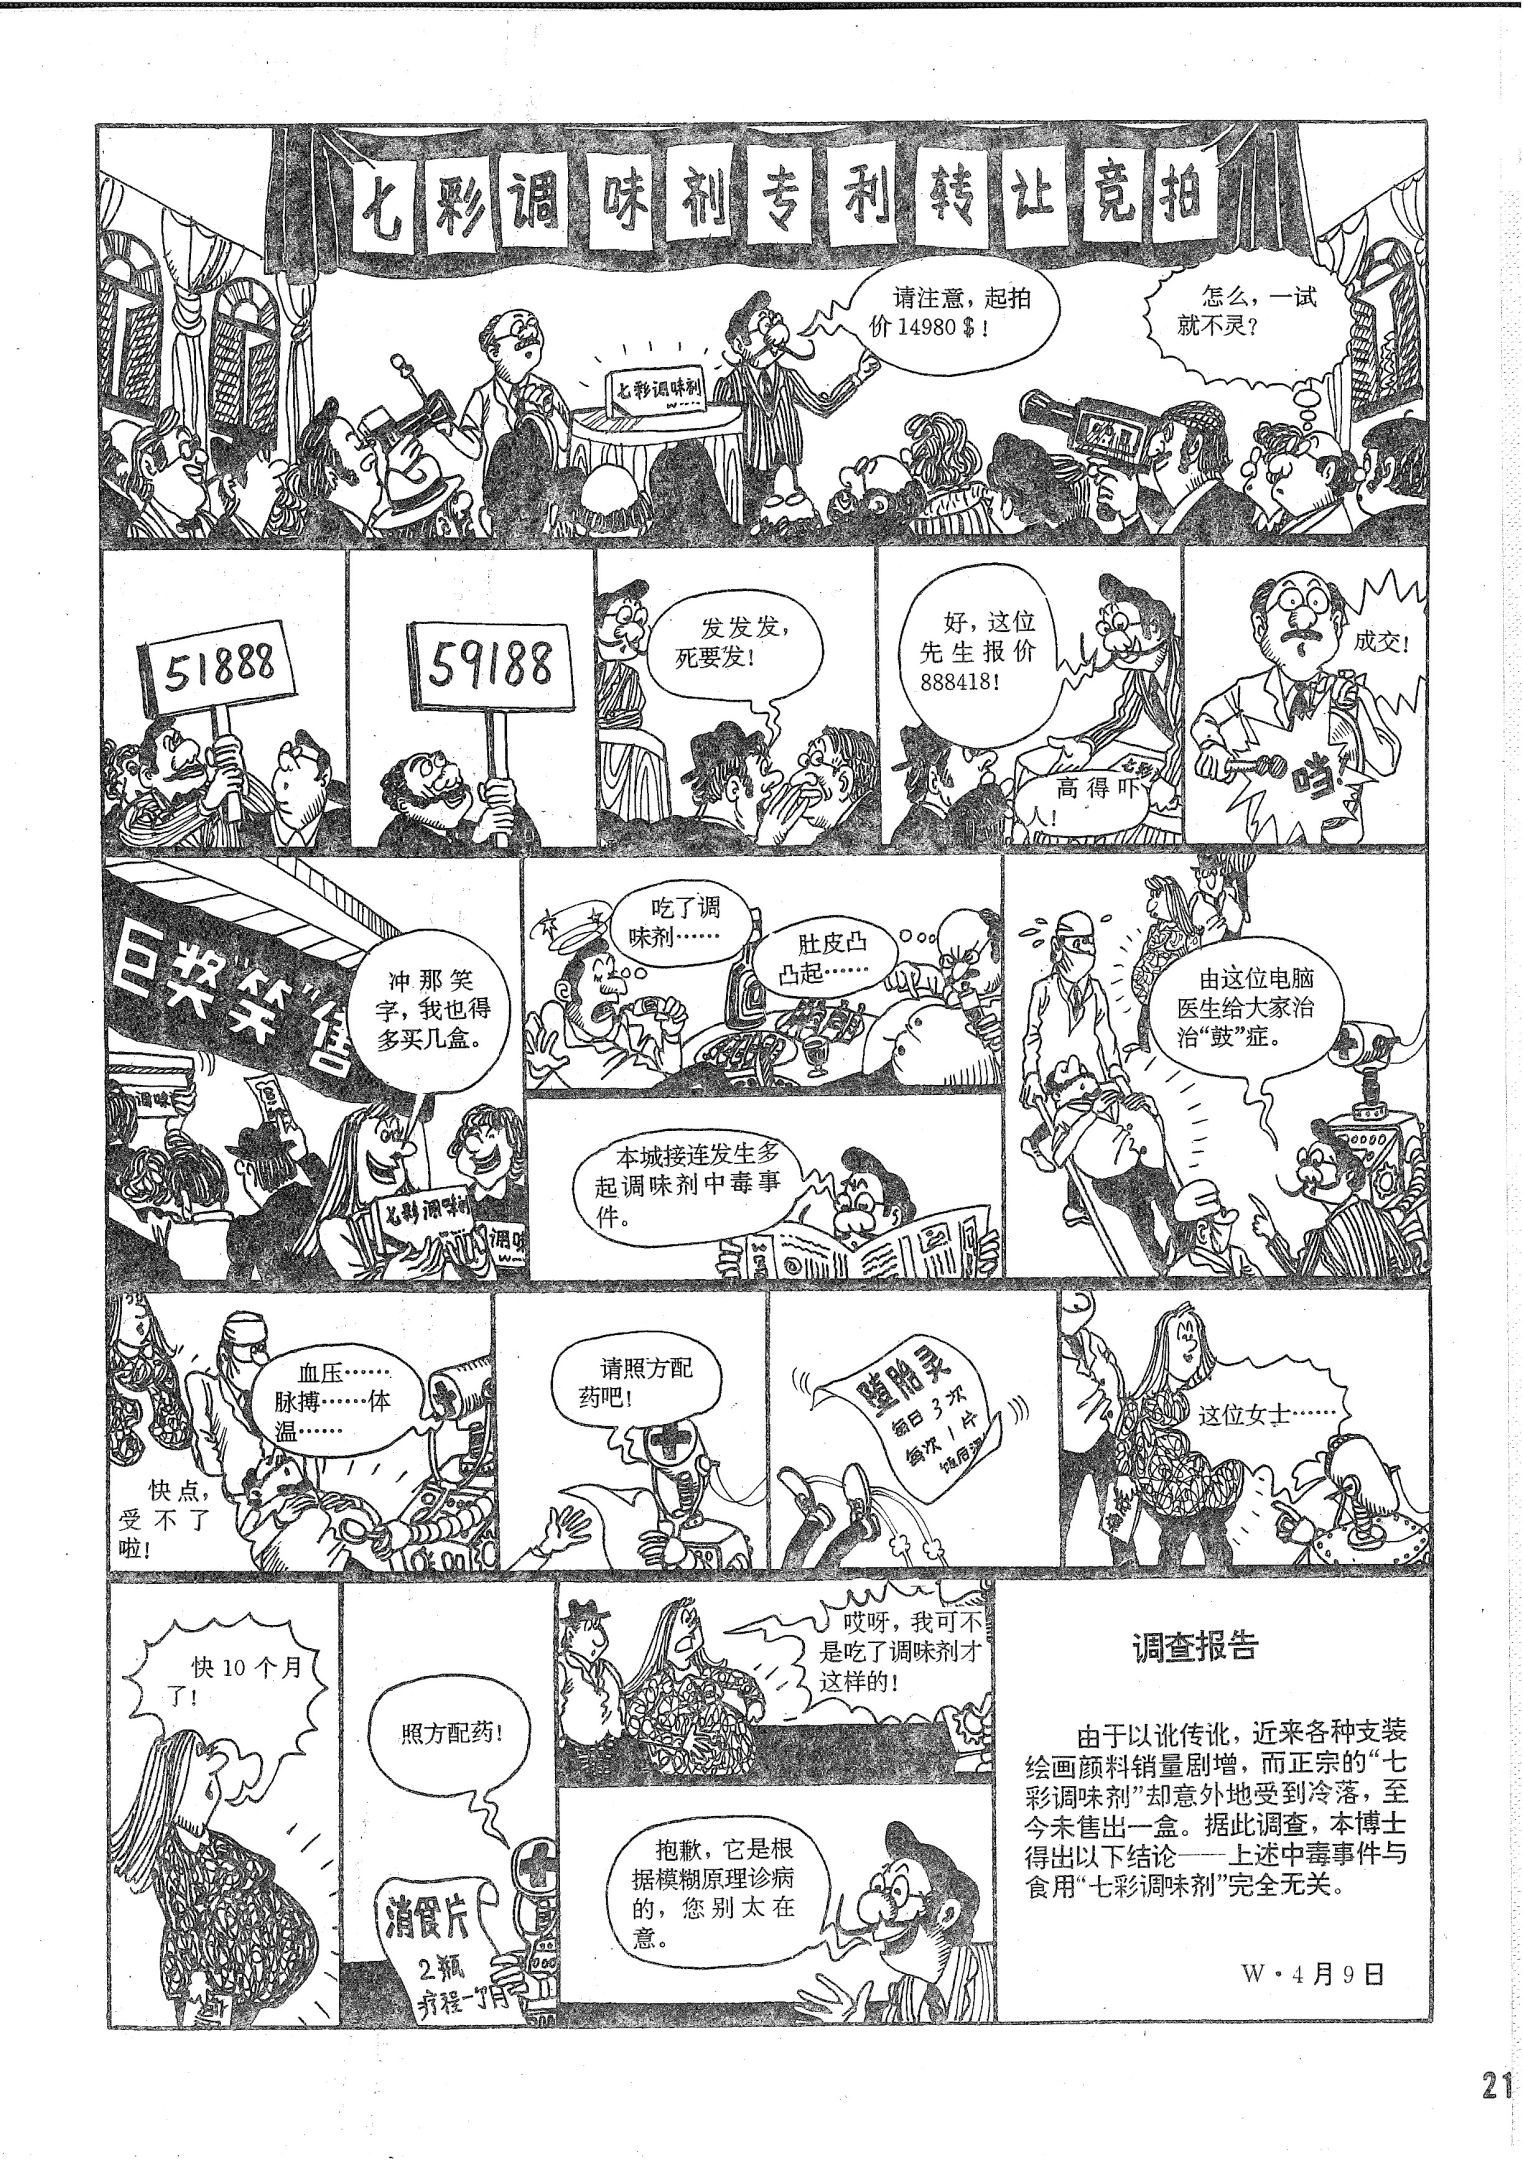 七彩调味剂专利转让竞拍
请注意，起拍
价14980＄！
怎么，一试
就不灵？
七彩调味剂
51888
59188
发发发，
死要发！
好，这位
先生报价
888418！
七彩
高得吓
人！
成交！
当
巨奖“笑”售
冲那笑
字，我也得
多买几盒。
调味
七彩调味剂
调味
吃了调
味剂……
肚皮凸
凸起……
本城接连发生多
起调味剂中毒事
件。
由这位电脑
医生给大家治
治“鼓”症。
血压……
脉搏……体
温……
快点，
受不了
啦！
请照方配
药吧！
堕胎灵
每日3次
每次1片
这位女士……
快10个月
了！
照方配药！
消食片
2瓶
疗程一个月
哎呀，我可不
是吃了调味剂才
这样的！
抱歉，它是根
据模糊原理诊病
的，您别太在
意。
调查报告
由于以讹传讹，近来各种支装
绘画颜料销量剧增，而正宗的“七
彩调味剂”却意外地受到冷落，至
今未售出一盒。据此调查，本博士
得出以下结论——上述中毒事件与
食用“七彩调味剂”完全无关。
W·4月9日
21